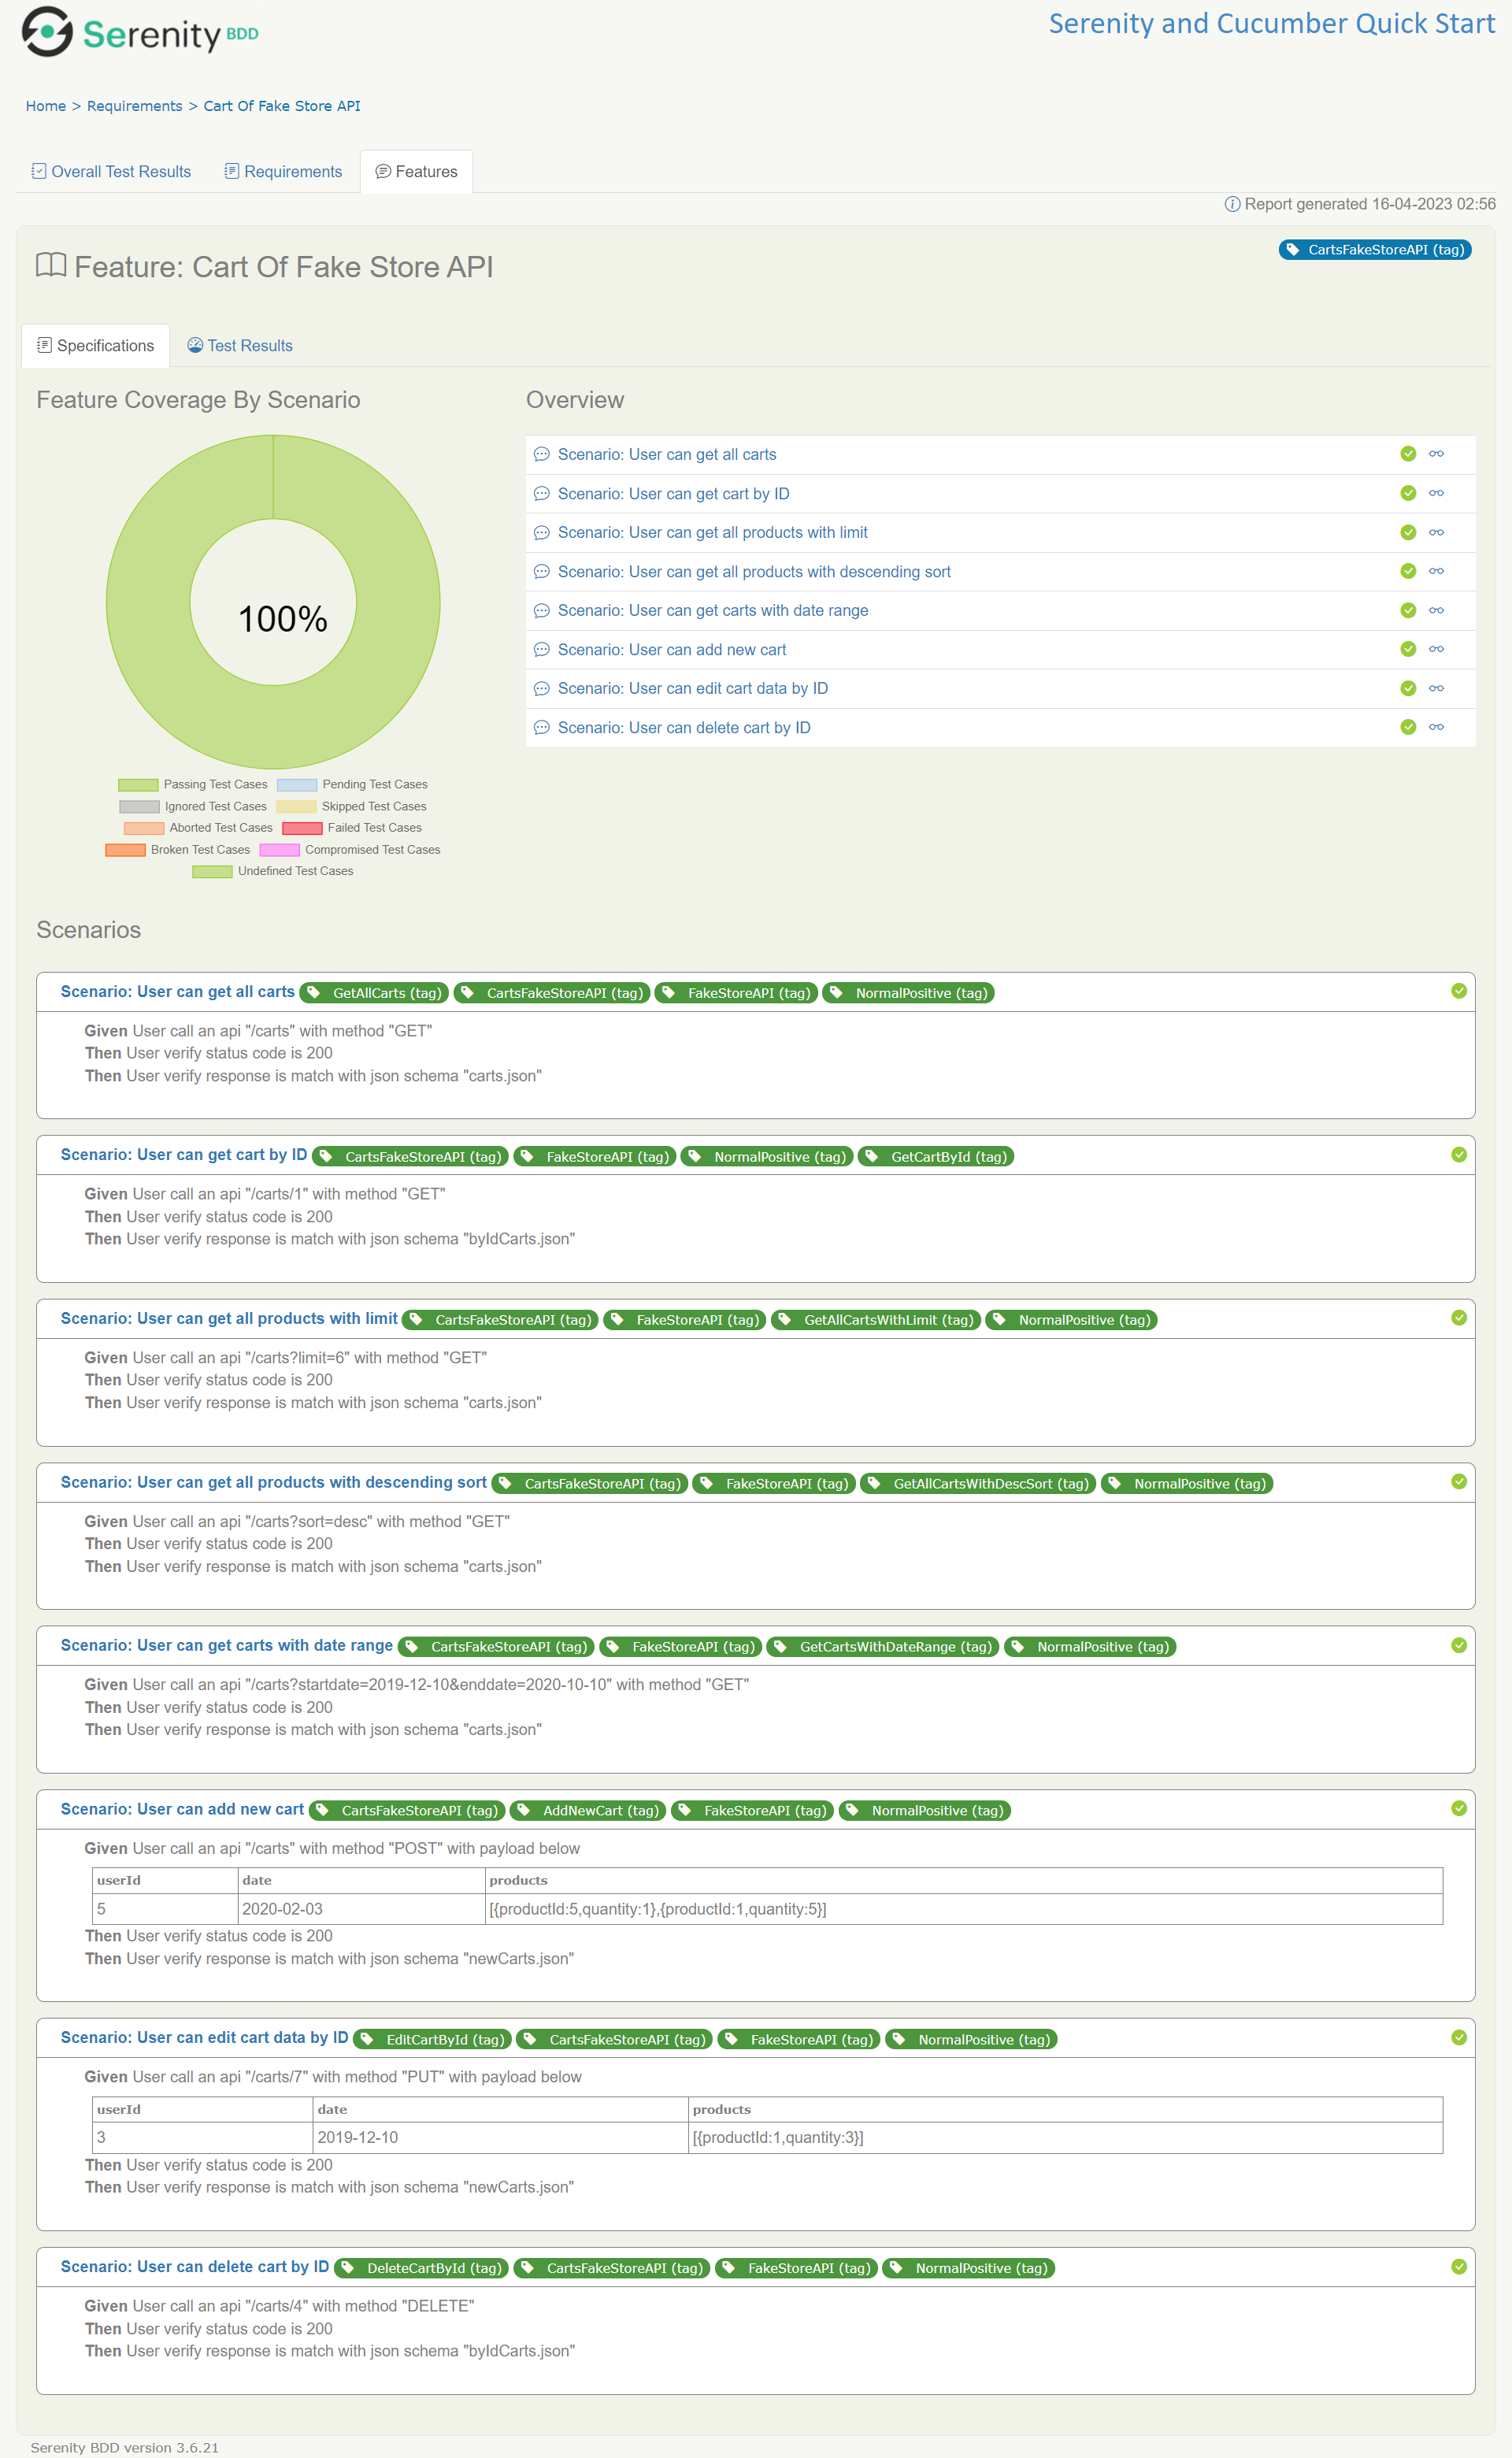 Serenity BDD
Serenity and Cucumber Quick Start
Home > Requirements > Cart Of Fake Store API
Overall Test Results
Requirements
Features
Report generated 16-04-2023 02:56
Feature: Cart Of Fake Store API
CartsFakeStoreAPI (tag)
Specifications
Test Results
Feature Coverage By Scenario
100%
Passing Test Cases
Pending Test Cases
Ignored Test Cases
Skipped Test Cases
Aborted Test Cases
Failed Test Cases
Broken Test Cases
Compromised Test Cases
Undefined Test Cases
Overview
Scenario: User can get all carts
Scenario: User can get cart by ID
Scenario: User can get all products with limit
Scenario: User can get all products with descending sort
Scenario: User can get carts with date range
Scenario: User can add new cart
Scenario: User can edit cart data by ID
Scenario: User can delete cart by ID
Scenarios
Scenario: User can get all carts GetAllCarts (tag) CartsFakeStoreAPI (tag) FakeStoreAPI (tag) NormalPositive (tag)
Given User call an api "/carts" with method "GET"
Then User verify status code is 200
Then User verify response is match with json schema "carts.json"
Scenario: User can get cart by ID CartsFakeStoreAPI (tag) FakeStoreAPI (tag) NormalPositive (tag) GetCartById (tag)
Given User call an api "/carts/1" with method "GET"
Then User verify status code is 200
Then User verify response is match with json schema "byIdCarts.json"
Scenario: User can get all products with limit CartsFakeStoreAPI (tag) FakeStoreAPI (tag) GetAllCartsWithLimit (tag) NormalPositive (tag)
Given User call an api "/carts?limit=6" with method "GET"
Then User verify status code is 200
Then User verify response is match with json schema "carts.json"
Scenario: User can get all products with descending sort CartsFakeStoreAPI (tag) FakeStoreAPI (tag) GetAllCartsWithDescSort (tag) NormalPositive (tag)
Given User call an api "/carts?sort=desc" with method "GET"
Then User verify status code is 200
Then User verify response is match with json schema "carts.json"
Scenario: User can get carts with date range CartsFakeStoreAPI (tag) FakeStoreAPI (tag) GetCartsWithDateRange (tag) NormalPositive (tag)
Given User call an api "/carts?startdate=2019-12-10&enddate=2020-10-10" with method "GET"
Then User verify status code is 200
Then User verify response is match with json schema "carts.json"
Scenario: User can add new cart CartsFakeStoreAPI (tag) AddNewCart (tag) FakeStoreAPI (tag) NormalPositive (tag)
Given User call an api "/carts" with method "POST" with payload below
userId date products
5 2020-02-03 [{productId:5,quantity:1},{productId:1,quantity:5}]
Then User verify status code is 200
Then User verify response is match with json schema "newCarts.json"
Scenario: User can edit cart data by ID EditCartById (tag) CartsFakeStoreAPI (tag) FakeStoreAPI (tag) NormalPositive (tag)
Given User call an api "/carts/7" with method "PUT" with payload below
userId date products
3 2019-12-10 [{productId:1,quantity:3}]
Then User verify status code is 200
Then User verify response is match with json schema "newCarts.json"
Scenario: User can delete cart by ID DeleteCartById (tag) CartsFakeStoreAPI (tag) FakeStoreAPI (tag) NormalPositive (tag)
Given User call an api "/carts/4" with method "DELETE"
Then User verify status code is 200
Then User verify response is match with json schema "byIdCarts.json"
Serenity BDD version 3.6.21